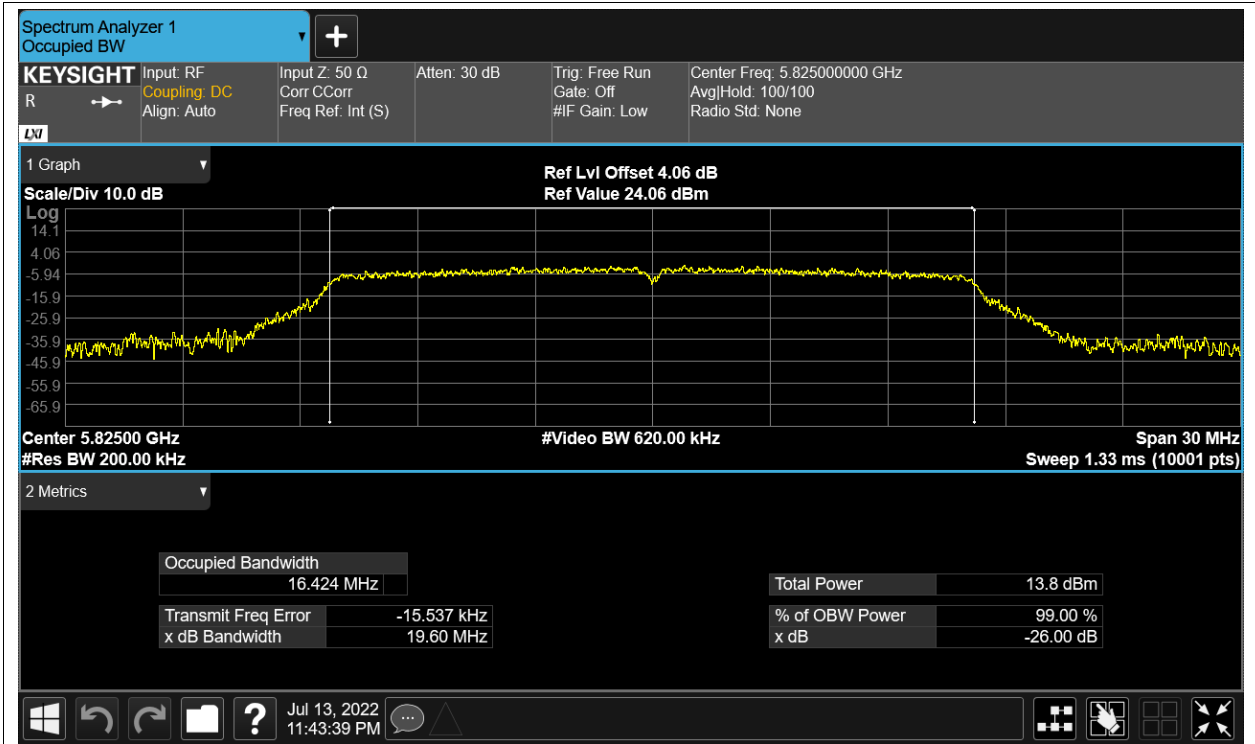 Spectrum Analyzer 1
Occupied BW
KEYSIGHT
R
LXI
Input: RF
Coupling: DC
Align: Auto
Input Z: 50 Ω
Corr CCorr
Freq Ref: Int (S)
Atten: 30 dB
Trig: Free Run
Gate: Off
#IF Gain: Low
Center Freq: 5.825000000 GHz
Avg|Hold: 100/100
Radio Std: None
1 Graph
Ref Lvl Offset 4.06 dB
Scale/Div 10.0 dB
Ref Value 24.06 dBm
Log
14.1
4.06
-5.94
-15.9
-25.9
-35.9
-45.9
-55.9
-65.9
Center 5.82500 GHz
#Video BW 620.00 kHz
Span 30 MHz
#Res BW 200.00 kHz
Sweep 1.33 ms (10001 pts)
2 Metrics
Occupied Bandwidth
16.424 MHz
Total Power 13.8 dBm
Transmit Freq Error -15.537 kHz
% of OBW Power 99.00 %
x dB Bandwidth 19.60 MHz
x dB -26.00 dB
?
Jul 13, 2022
11:43:39 PM